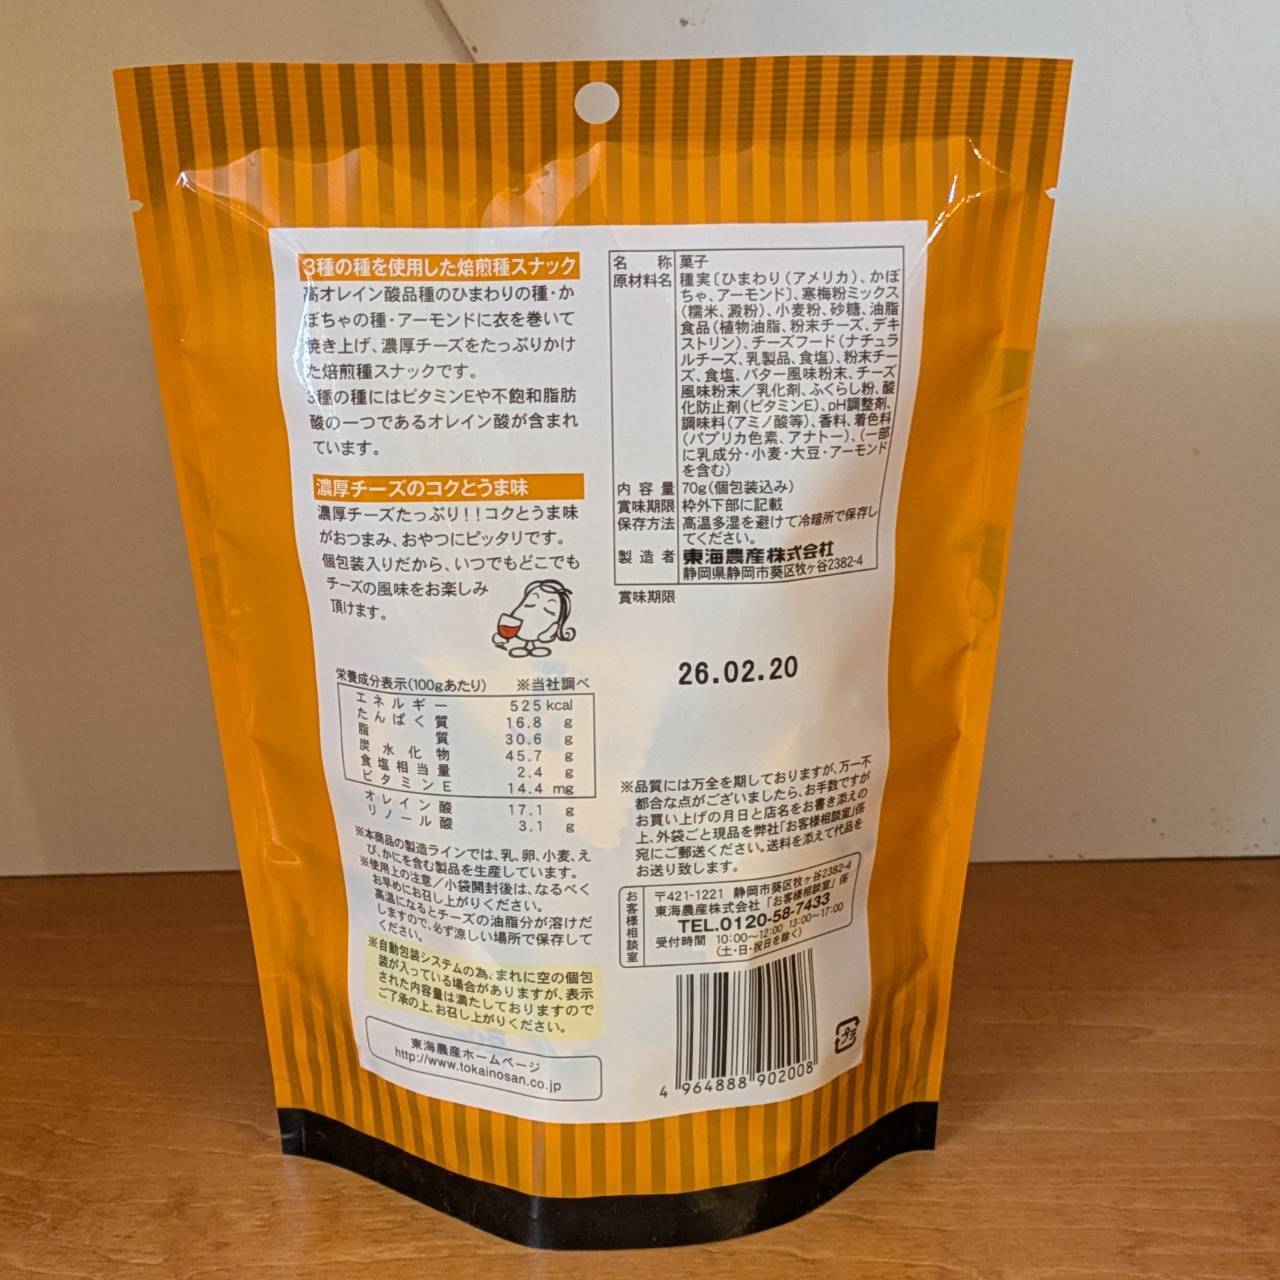 3種の種を使用した焙煎種スナック
高オレイン酸品種のひまわりの種・か
ぼちゃの種・アーモンドに衣を巻いて
焼き上げ、濃厚チーズをたっぷりかけ
た焙煎種スナックです。
3種の種にはビタミンEや不飽和脂肪
酸の一つであるオレイン酸が含まれ
ています。
濃厚チーズのコクとうま味
濃厚チーズたっぷり!!コクとうま味
がおつまみ、おやつにピッタリです。
個包装入りだから、いつでもどこでも
チーズの風味をお楽しみ
頂けます。
栄養成分表示(100gあたり) ※当社調べ
エネルギー 525 kcal
たんぱく質 16.8 g
脂質 30.6 g
炭水化物 45.7 g
食塩相当量 2.4 g
ビタミンE 14.4 mg
オレイン酸 17.1 g
リノール酸 3.1 g
※本商品の製造ラインでは、乳、卵、小麦、え
び、かにを含む製品を生産しています。
※使用上の注意/小袋開封後は、なるべく
お早めにお召し上がりください。
高温になるとチーズの油脂分が溶けだ
しますので、必ず涼しい場所で保存して
ください。
※自動包装システムの為、まれに空の個包
装が入っている場合がありますが、表示
された内容量は満たしておりますので
ご了承の上、お召し上がりください。
東海農産ホームページ
http://www.tokainosan.co.jp
名称 菓子
原材料名 種実〔ひまわり(アメリカ)、かぼ
ちゃ、アーモンド〕、寒梅粉ミックス
(糯米、澱粉)、小麦粉、砂糖、油脂
食品(植物油脂、粉末チーズ、デキ
ストリン)、チーズフード(ナチュラ
ルチーズ、乳製品、食塩)、粉末チー
ズ、食塩、バター風味粉末、チーズ
風味粉末/乳化剤、ふくらし粉、酸
化防止剤(ビタミンE)、pH調整剤、
調味料(アミノ酸等)、香料、着色料
(パプリカ色素、アナトー)、(一部
に乳成分・小麦・大豆・アーモンド
を含む)
内容量 70g(個包装込み)
賞味期限 枠外下部に記載
保存方法 高温多湿を避けて冷暗所で保存し
てください。
製造者 東海農産株式会社
静岡県静岡市葵区牧ヶ谷2382-4
賞味期限
26.02.20
※品質には万全を期しておりますが、万一不
都合な点がございましたら、お手数ですが
お買い上げの月日と店名をお書き添えの
上、外袋ごと現品を弊社「お客様相談室」係
宛にご郵送ください。送料を添えて代品を
お送り致します。
お客様相談室
〒421-1221 静岡市葵区牧ヶ谷2382-4
東海農産株式会社「お客様相談室」係
TEL.0120-58-7433
受付時間 10:00~12:00 13:00~17:00
(土・日・祝日を除く)
プラ
4 964888 902008